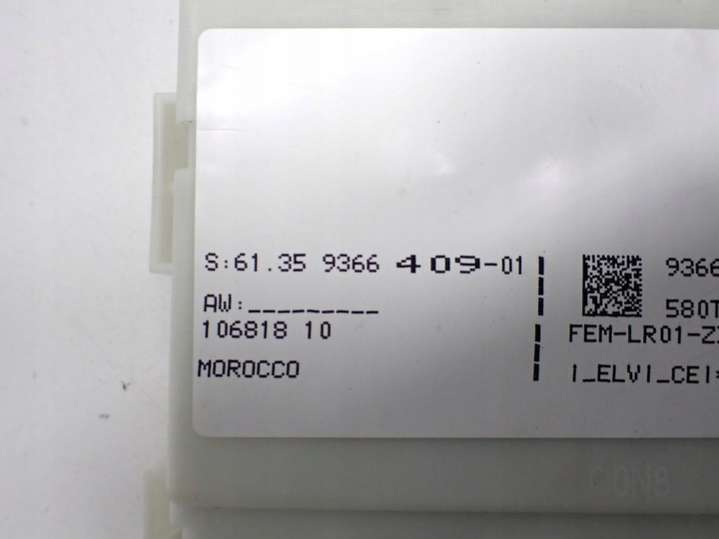 S:61.35 9366 409-01
AW:_________
106818 10
MOROCCO
9366
580T
FEM-LR01-Z
I_ELVI_CEI*